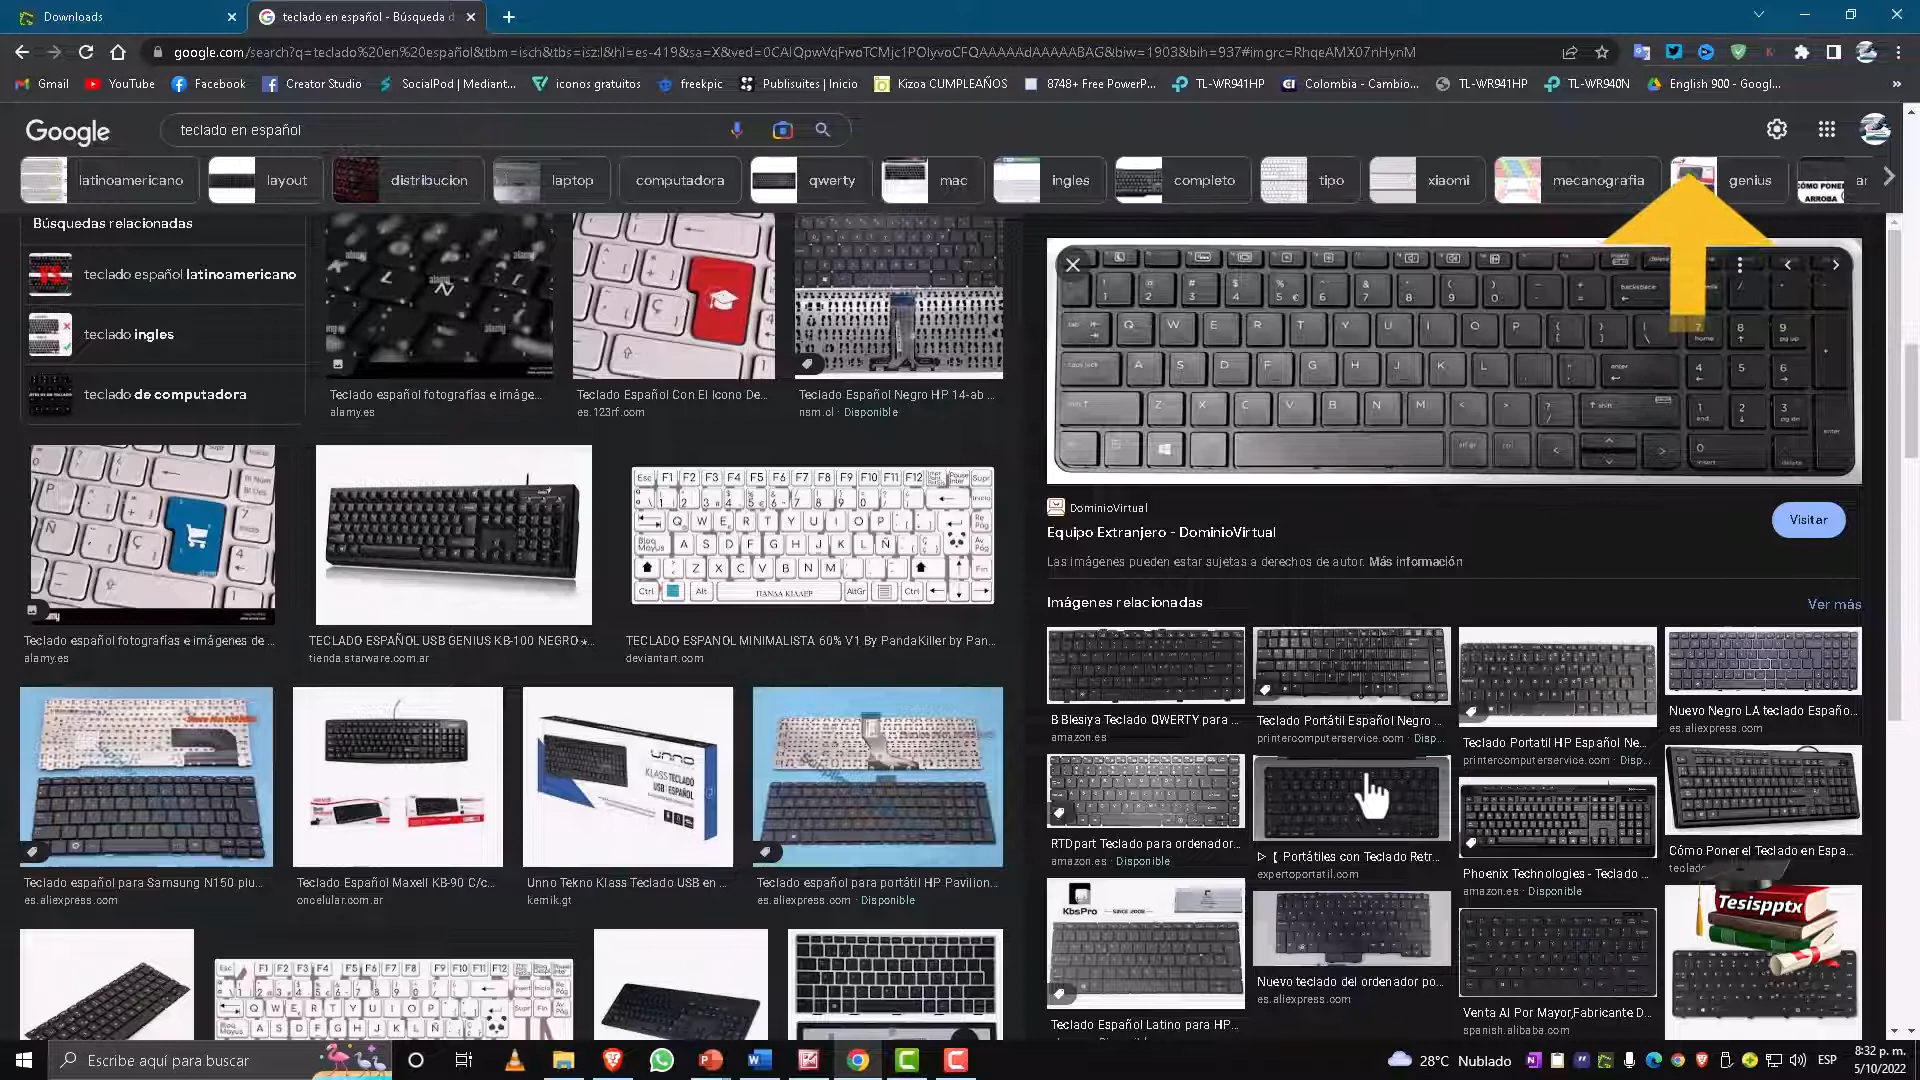 Downloads
teclado en español - Búsqueda d
google.com/search?q=teclado%20en%20español&tbm=isch&tbs=isz:l&hl=es-419&sa=X&ved=0CAIQpwVqFwoTCMjc1POIyvoCFQAAAAAdAAAAABAG&biw=1903&bih=937#imgrc=RhqeAMX07nHynM
Gmail
YouTube
Facebook
Creator Studio
SocialPod | Mediant...
iconos gratuitos
freekpic
Publisuites | Inicio
Kizoa CUMPLEAÑOS
8748+ Free PowerP...
TL-WR941HP
Colombia - Cambio...
TL-WR941HP
TL-WR940N
English 900 - Googl...
Google
teclado en español
latinoamericano
layout
distribucion
laptop
computadora
qwerty
mac
ingles
completo
tipo
xiaomi
mecanografia
genius
CÓMO PONER
ARROBA
ar
Búsquedas relacionadas
teclado español latinoamericano
teclado ingles
teclado de computadora
Teclado español fotografías e imáge...
alamy.es
Teclado Español Con El Icono De...
es.123rf.com
Teclado Español Negro HP 14-ab ...
nsm.cl · Disponible
Teclado español fotografías e imágenes de ...
alamy.es
TECLADO ESPAÑOL USB GENIUS KB-100 NEGRO ⋆...
tienda.starware.com.ar
TECLADO ESPAÑOL MINIMALISTA 60% V1 By PandaKiller by Pan...
deviantart.com
Teclado español para Samsung N150 plu...
es.aliexpress.com
Teclado Español Maxell KB-90 C/c...
oncelular.com.ar
unno
KLASS TECLADO
USB | ESPAÑOL
Unno Tekno Klass Teclado USB en ...
kemik.gt
Teclado español para portátil HP Pavilion...
es.aliexpress.com · Disponible
DominioVirtual
Equipo Extranjero - DominioVirtual
Visitar
Las imágenes pueden estar sujetas a derechos de autor. Más información
Imágenes relacionadas
Ver más
B Blesiya Teclado QWERTY para ...
amazon.es
Teclado Portátil Español Negro ...
printercomputerservice.com · Disp...
Teclado Portatil HP Español Ne...
printercomputerservice.com · Disp...
Nuevo Negro LA teclado Españo...
es.aliexpress.com
RTDpart Teclado para ordenador...
amazon.es · Disponible
▷【 Portátiles con Teclado Retr...
expertoportatil.com
Phoenix Technologies - Teclado ...
amazon.es · Disponible
Cómo Poner el Teclado en Espa...
Tesispptx
KbsPro
SINCE 2008
Teclado Español Latino para HP...
Nuevo teclado del ordenador po...
es.aliexpress.com
Venta Al Por Mayor,Fabricante D...
spanish.alibaba.com
Escribe aquí para buscar
28°C Nublado
ESP
8:32 p. m.
5/10/2022